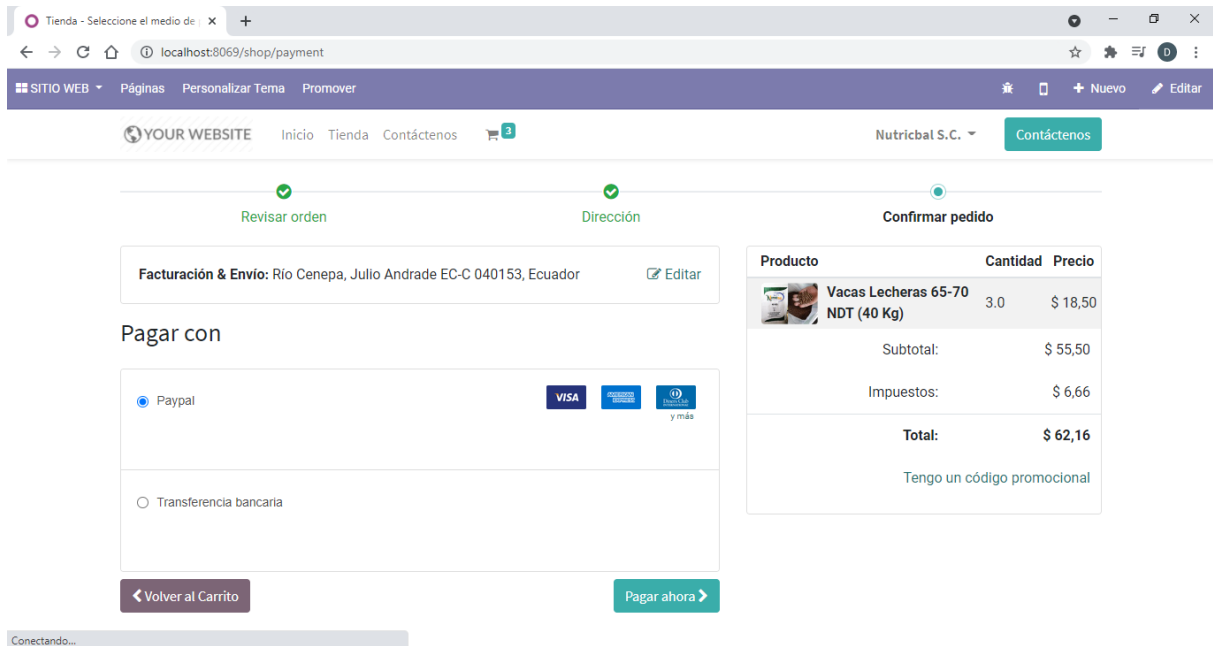 Tienda - Seleccione el medio de p
localhost:8069/shop/payment
D
SITIO WEB Páginas Personalizar Tema Promover
Nuevo Editar
YOUR WEBSITE Inicio Tienda Contáctenos 3 Nutricbal S.C. Contáctenos
Revisar orden Dirección Confirmar pedido
Facturación & Envío: Río Cenepa, Julio Andrade EC-C 040153, Ecuador Editar
Pagar con
Paypal
VISA
AMERICAN EXPRESS
Diners Club
y más
Transferencia bancaria
Volver al Carrito Pagar ahora
Producto Cantidad Precio
Vacas Lecheras 65-70
NDT (40 Kg)
3.0 $ 18,50
Subtotal: $ 55,50
Impuestos: $ 6,66
Total: $ 62,16
Tengo un código promocional
Conectando...